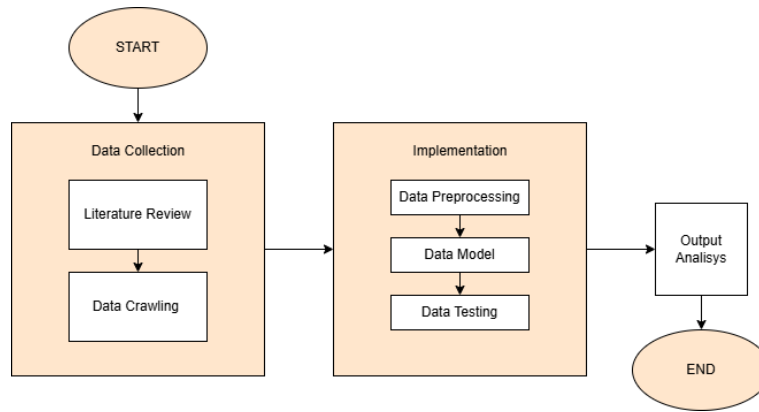 START
Data Collection
Literature Review
Data Crawling
Implementation
Data Preprocessing
Data Model
Data Testing
Output
Analisys
END